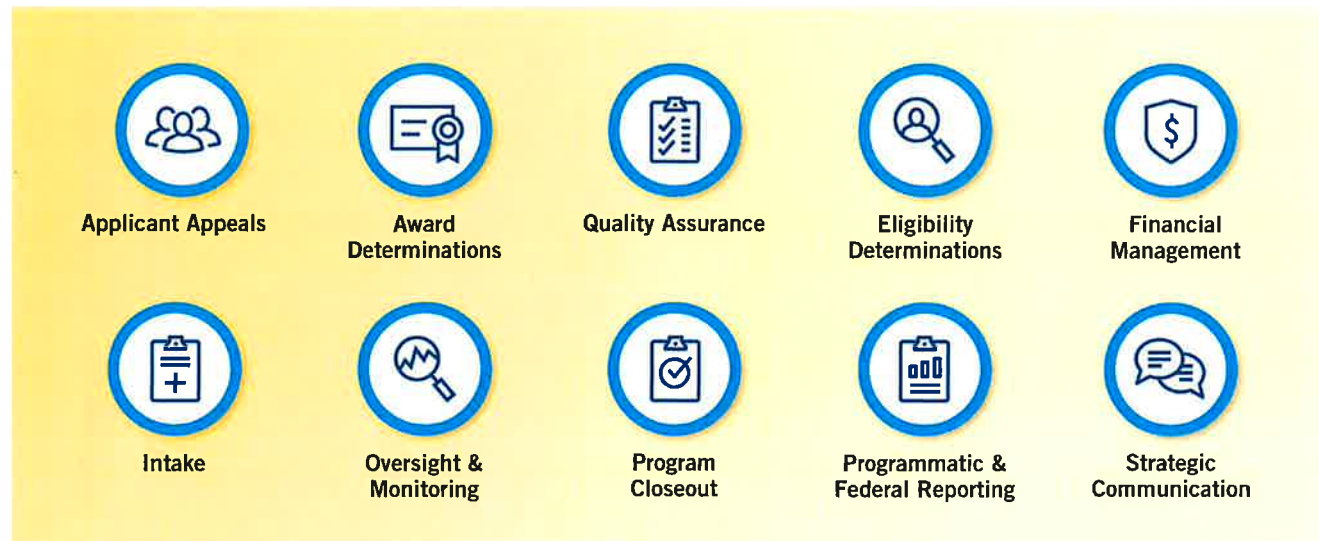 Applicant Appeals
Award
Determinations
Quality Assurance
Eligibility
Determinations
$
Financial
Management
Intake
Oversight &
Monitoring
Program
Closeout
Programmatic &
Federal Reporting
Strategic
Communication